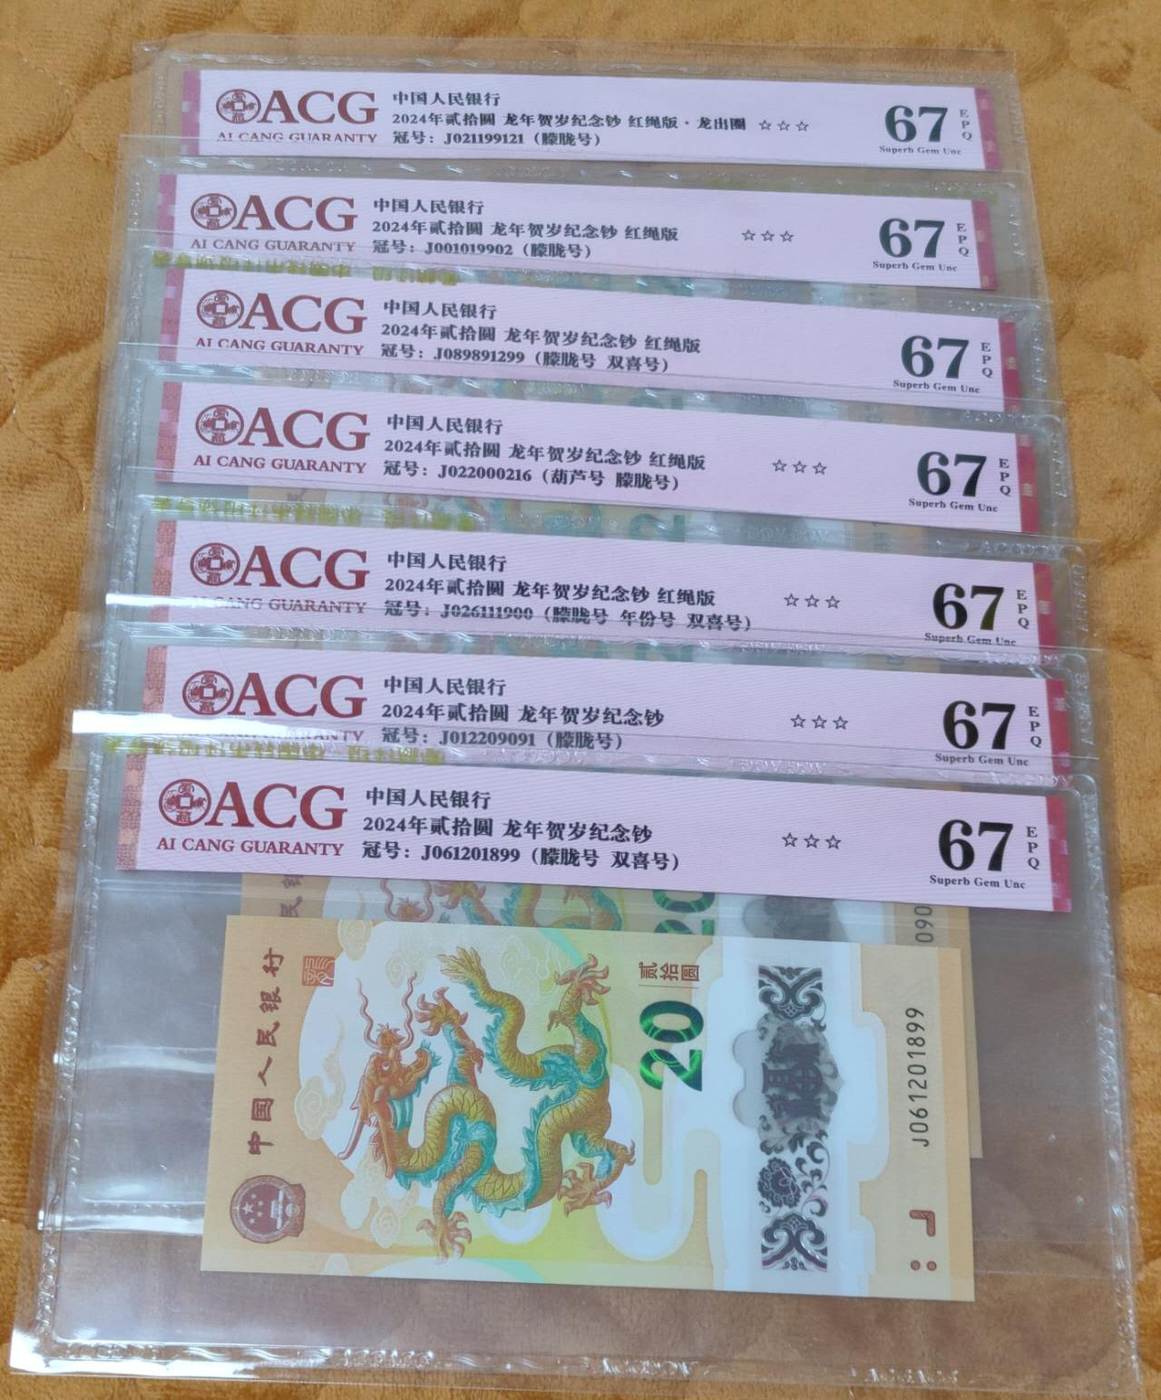 ACG
AI CANG GUARANTY
中国人民银行
2024年贰拾圆 龙年贺岁纪念钞 红绳版·龙出圈 ☆☆☆
冠号：J021199121（朦胧号）
67
EPQ
Superb Gem Unc
ACG
AI CANG GUARANTY
中国人民银行
2024年贰拾圆 龙年贺岁纪念钞 红绳版 ☆☆☆
冠号：J001019902（朦胧号）
67
EPQ
Superb Gem Unc
ACG
AI CANG GUARANTY
中国人民银行
2024年贰拾圆 龙年贺岁纪念钞 红绳版
冠号：J089891299（朦胧号 双喜号）
67
EPQ
Superb Gem Unc
ACG
AI CANG GUARANTY
中国人民银行
2024年贰拾圆 龙年贺岁纪念钞 红绳版 ☆☆☆
冠号：J022000216（葫芦号 朦胧号）
67
EPQ
Superb Gem Unc
ACG
AI CANG GUARANTY
中国人民银行
2024年贰拾圆 龙年贺岁纪念钞 红绳版 ☆☆☆
冠号：J026111900（朦胧号 年份号 双喜号）
67
EPQ
Superb Gem Unc
ACG
中国人民银行
2024年贰拾圆 龙年贺岁纪念钞 ☆☆☆
冠号：J012209091（朦胧号）
67
EPQ
Superb Gem Unc
ACG
AI CANG GUARANTY
中国人民银行
2024年贰拾圆 龙年贺岁纪念钞 ☆☆☆
冠号：J061201899（朦胧号 双喜号）
67
EPQ
Superb Gem Unc
中国人民银行
贰拾圆
20
J061201899